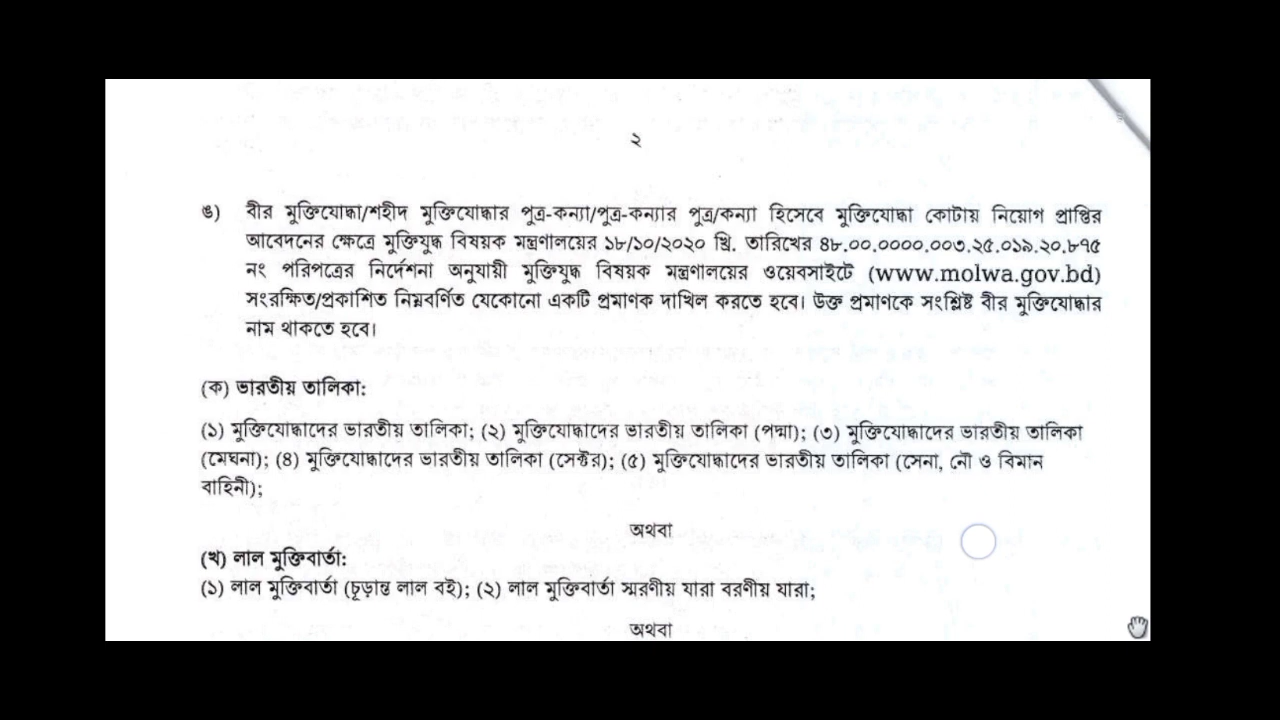 ২
ঙ) বীর মুক্তিযোদ্ধা/শহীদ মুক্তিযোদ্ধার পুত্র-কন্যা/পুত্র-কন্যার পুত্র/কন্যা হিসেবে মুক্তিযোদ্ধা কোটায় নিয়োগ প্রাপ্তির
আবেদনের ক্ষেত্রে মুক্তিযুদ্ধ বিষয়ক মন্ত্রণালয়ের ১৮/১০/২০২০ খ্রি. তারিখের ৪৮.০০.০০০০.০০৩.২৫.০১৯.২০.৮৭৫
নং পরিপত্রের নির্দেশনা অনুযায়ী মুক্তিযুদ্ধ বিষয়ক মন্ত্রণালয়ের ওয়েবসাইটে (www.molwa.gov.bd)
সংরক্ষিত/প্রকাশিত নিম্নবর্ণিত যেকোনো একটি প্রমাণক দাখিল করতে হবে। উক্ত প্রমাণকে সংশ্লিষ্ট বীর মুক্তিযোদ্ধার
নাম থাকতে হবে।
(ক) ভারতীয় তালিকা:
(১) মুক্তিযোদ্ধাদের ভারতীয় তালিকা; (২) মুক্তিযোদ্ধাদের ভারতীয় তালিকা (পদ্মা); (৩) মুক্তিযোদ্ধাদের ভারতীয় তালিকা
(মেঘনা); (৪) মুক্তিযোদ্ধাদের ভারতীয় তালিকা (সেক্টর); (৫) মুক্তিযোদ্ধাদের ভারতীয় তালিকা (সেনা, নৌ ও বিমান
বাহিনী);
অথবা
(খ) লাল মুক্তিবার্তা:
(১) লাল মুক্তিবার্তা (চূড়ান্ত লাল বই); (২) লাল মুক্তিবার্তা স্মরণীয় যারা বরণীয় যারা;
অথবা